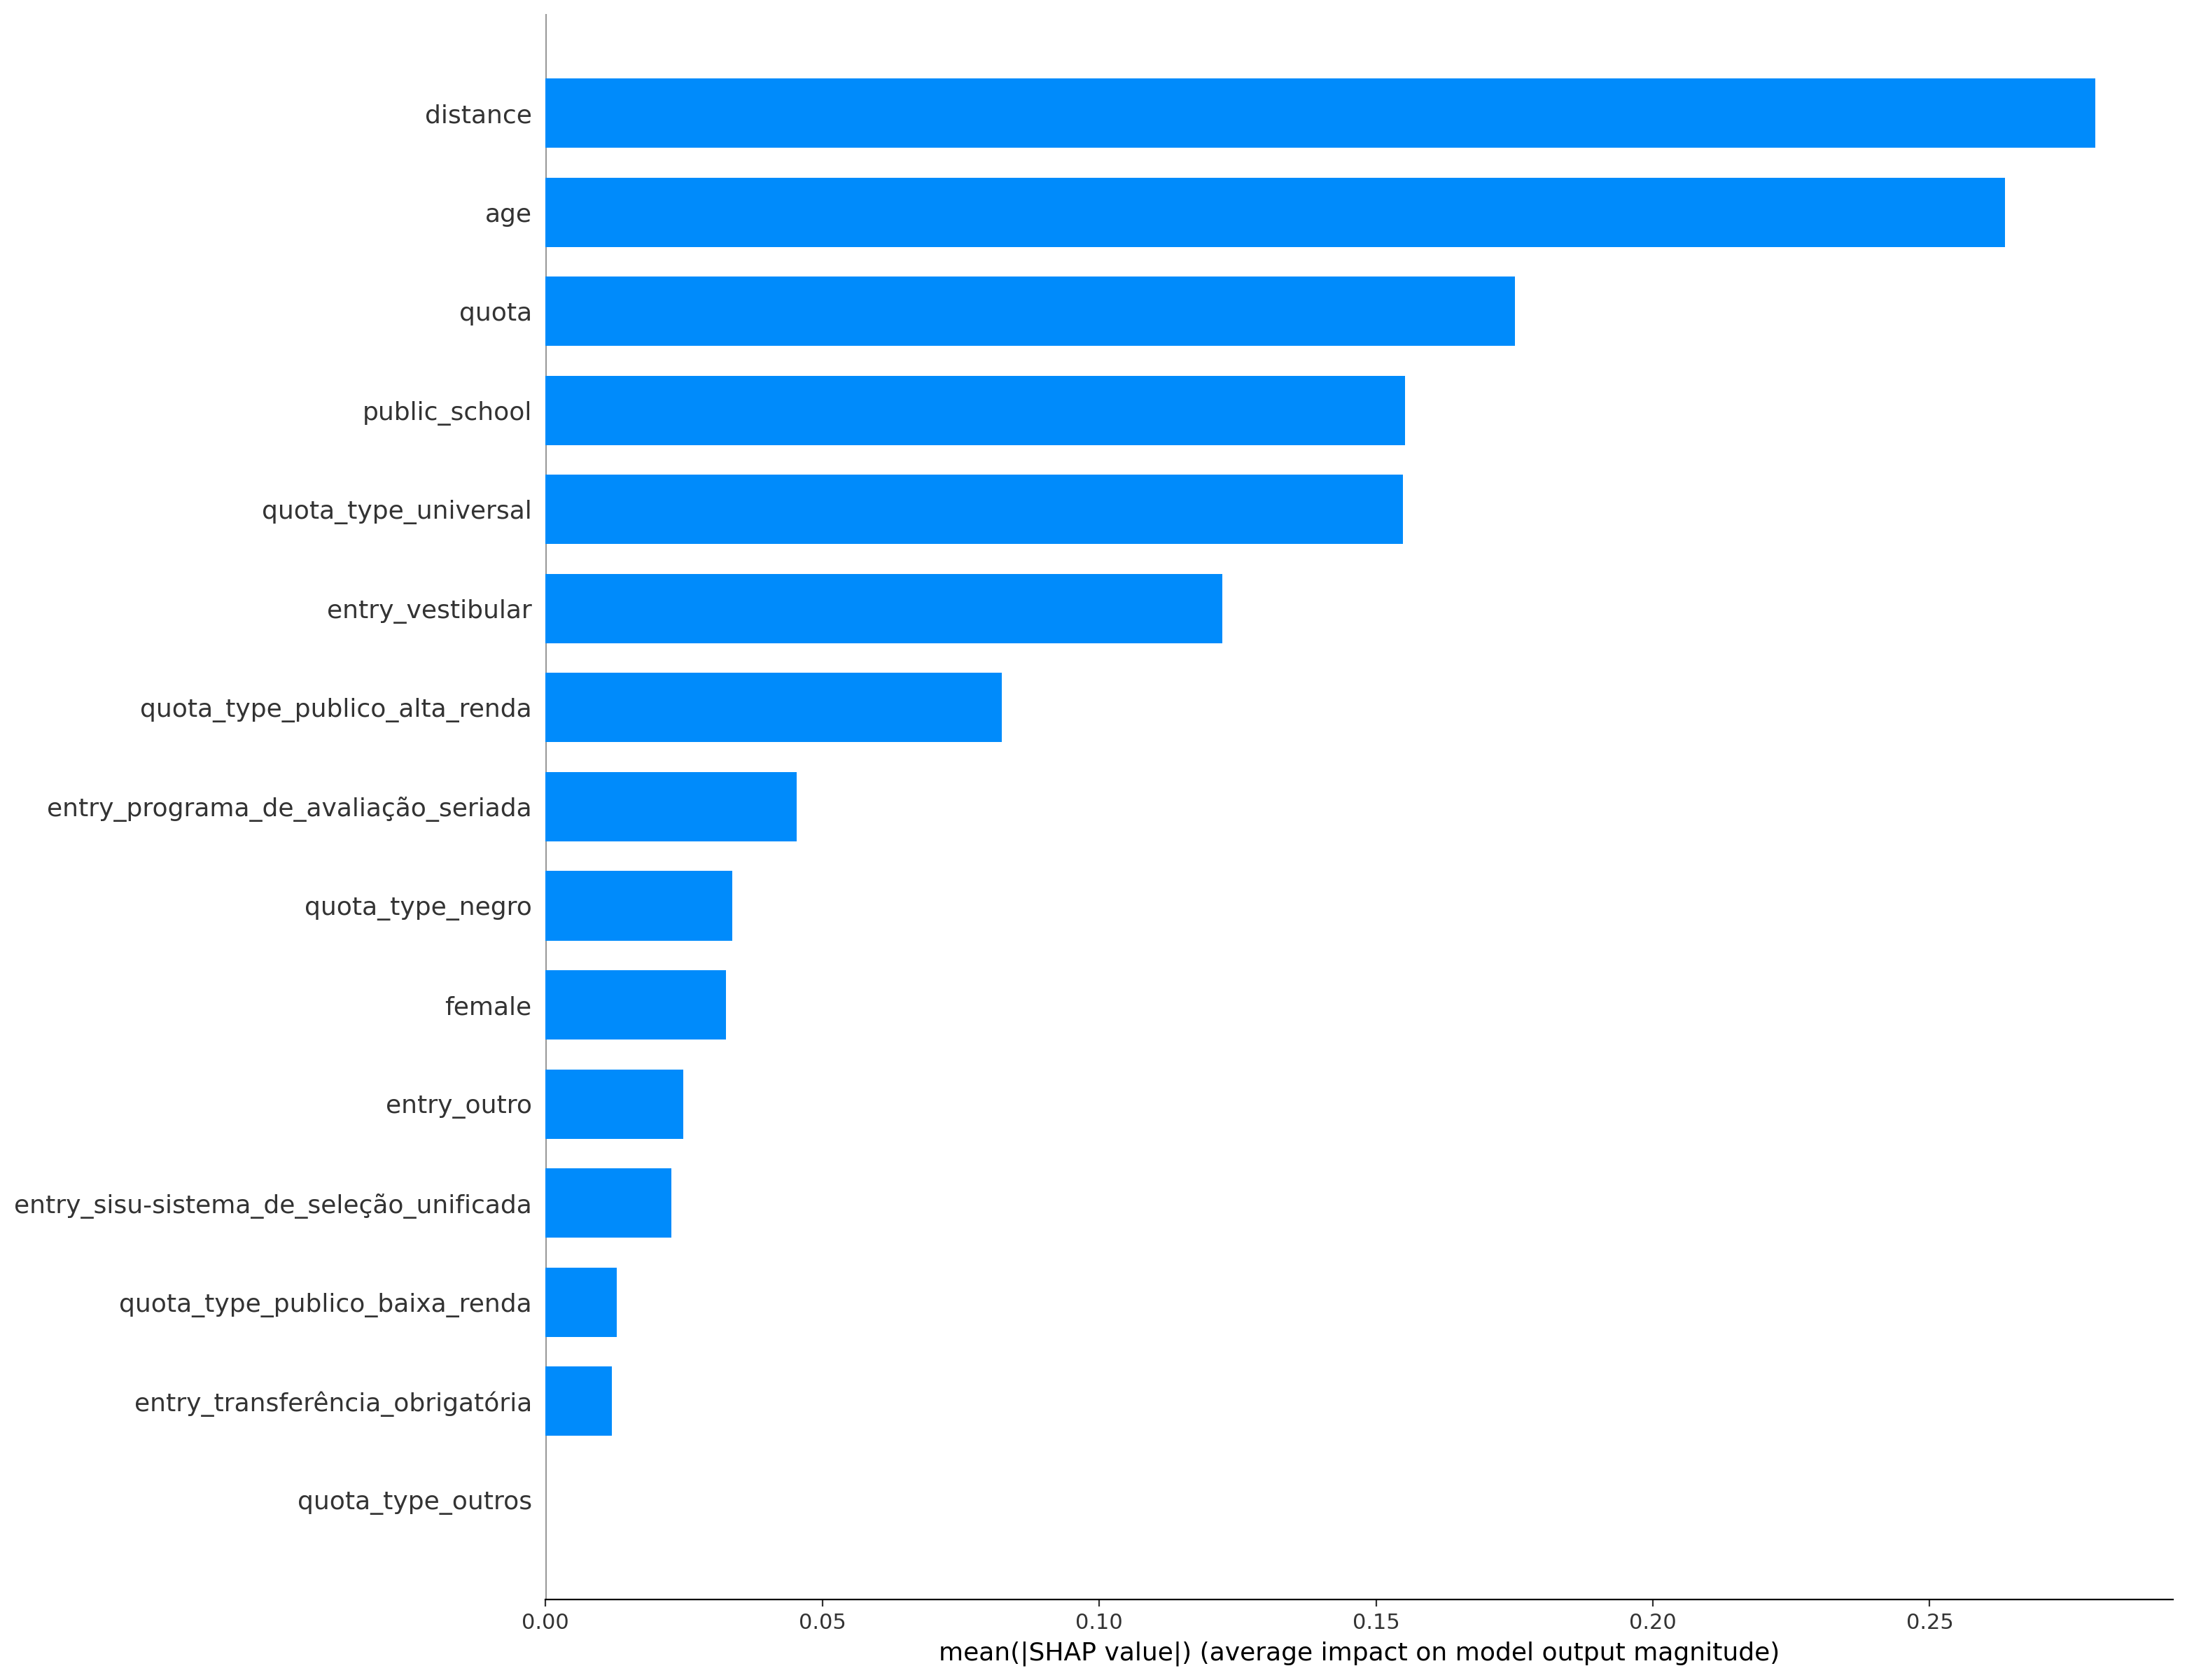 distance
age
quota
public_school
quota_type_universal
entry_vestibular
quota_type_publico_alta_renda
entry_programa_de_avaliação_seriada
quota_type_negro
female
entry_outro
entry_sisu-sistema_de_seleção_unificada
quota_type_publico_baixa_renda
entry_transferência_obrigatória
quota_type_outros
0.00 0.05 0.10 0.15 0.20 0.25
mean(|SHAP value|) (average impact on model output magnitude)